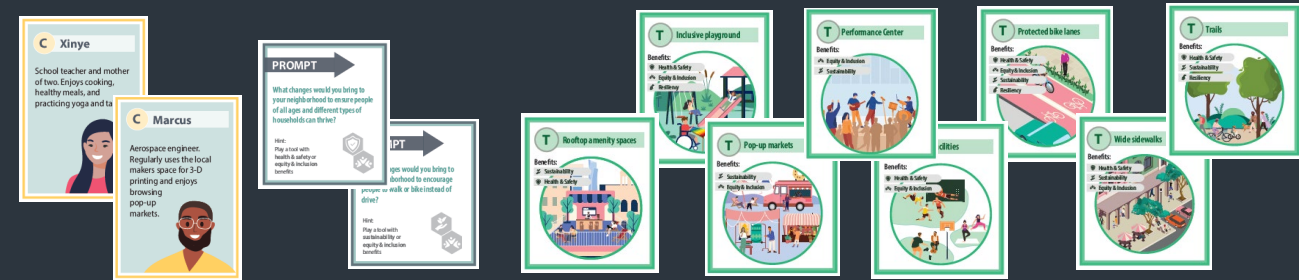 C Xinye
School teacher and mother
of two. Enjoys cooking,
healthy meals, and
practicing yoga and ta
C Marcus
Aerospace engineer.
Regularly uses the local
makers space for 3-D
printing and enjoys
browsing
pop-up
markets.
PROMPT
What changes would you bring to
your neighborhood to ensure people
of all ages and different types of
households can thrive?
Hint:
Play a tool with
health & safety or
equity & inclusion
benefits
MPT
ges would you bring to
borhood to encourage
people to walk or bike instead of
drive?
Hint:
Play a tool with
sustainability or
equity & inclusion
benefits
T Rooftop amenity spaces
Benefits:
Sustainability
Health & Safety
T Inclusive playground
Benefits:
Health & Safety
Equity & Inclusion
Resiliency
T Pop-up markets
Benefits:
Sustainability
Equity & Inclusion
T Performance Center
Benefits:
Equity & Inclusion
Sustainability
cilities
Benefits:
Health & Safety
Equity & Inclusion
T Protected bike lanes
Benefits:
Health & Safety
Equity & Inclusion
Sustainability
Resiliency
T Wide sidewalks
Benefits:
Health & Safety
Sustainability
Equity & Inclusion
T Trails
Benefits:
Health & Safety
Sustainability
Resiliency